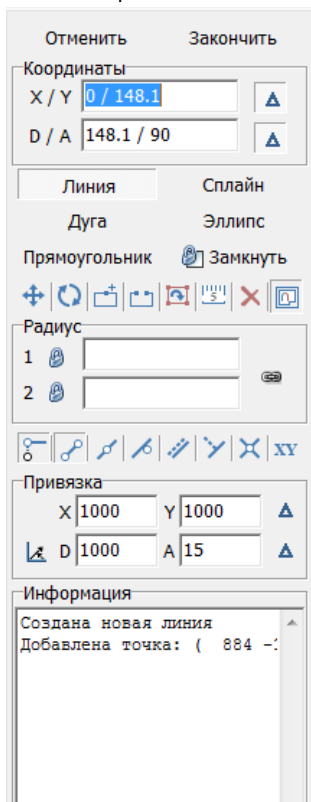 Отменить Закончить
Координаты
X / Y 0 / 148.1
D / A 148.1 / 90
Линия Сплайн
Дуга Эллипс
Прямоугольник Замкнуть
5
Радиус
1
2
XY
Привязка
X 1000 Y 1000
D 1000 A 15
Информация
Создана новая линия
Добавлена точка: ( 884 -